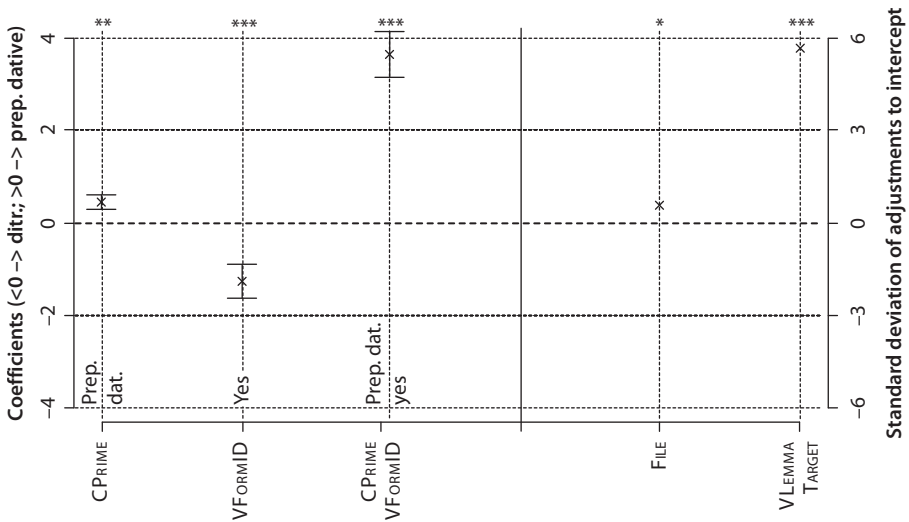 Coefficients (<0 –> ditr.; >0 –> prep. dative)
–4
–2
0
2
4
CPrime
Prep.
dat.
**
VFormID
Yes
***
CPrime
VFormID
Prep. dat.
yes
***
File
*
VLemma
Target
***
–6
–3
0
3
6
Standard deviation of adjustments to intercept